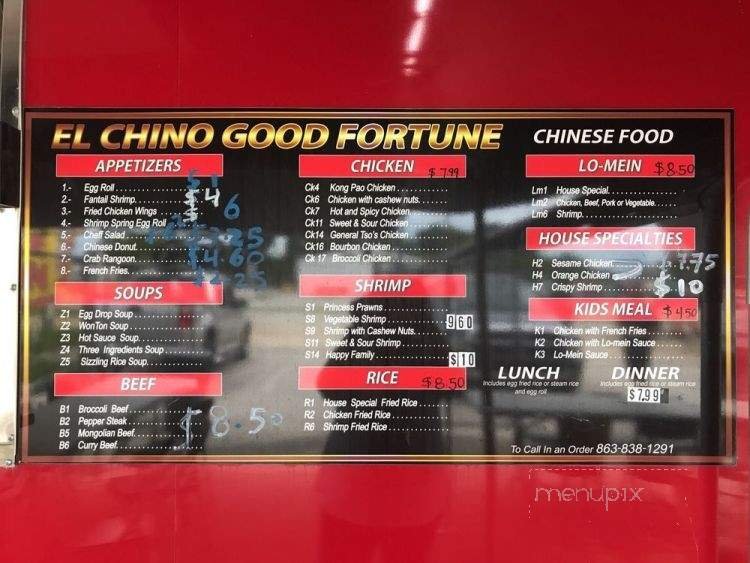 EL CHINO GOOD FORTUNE CHINESE FOOD
APPETIZERS
1.- Egg Roll
2.- Fantail Shrimp. $4
3.- Fried Chicken Wings 6
4.- Shrimp Spring Egg Roll
5.- Cheff Salad
6.- Chinese Donut
7.- Crab Rangoon
8.- French Fries
SOUPS
Z1 Egg Drop Soup
Z2 WonTon Soup
Z3 Hot Sauce Soup
Z4 Three Ingredients Soup
Z5 Sizzling Rice Soup
BEEF
B1 Broccoli Beef
B2 Pepper Steak
B5 Mongolian Beef
B6 Curry Beef
$8.50
CHICKEN $7.99
Ck4 Kong Pao Chicken
Ck6 Chicken with cashew nuts
Ck7 Hot and Spicy Chicken
Ck11 Sweet & Sour Chicken
Ck14 General Tso's Chicken
Ck16 Bourbon Chicken
Ck 17 Broccoli Chicken
SHRIMP
S1 Princess Prawns
S8 Vegetable Shrimp 960
S9 Shrimp with Cashew Nuts
S11 Sweet & Sour Shrimp
S14 Happy Family $10
RICE $8.50
R1 House Special Fried Rice
R2 Chicken Fried Rice
R6 Shrimp Fried Rice
LO-MEIN $8.50
Lm1 House Special
Lm2 Chicken, Beef, Pork or Vegetable
Lm6 Shrimp
HOUSE SPECIALTIES
H2 Sesame Chicken 7.75
H4 Orange Chicken
H7 Crispy Shrimp $10
KIDS MEAL $4.50
K1 Chicken with French Fries
K2 Chicken with Lo-mein Sauce
K3 Lo-Mein Sauce
LUNCH
Includes egg fried rice or steam rice
and egg roll
DINNER
Includes egg fried rice or steam rice
$7.99
To Call In an Order 863-838-1291
menupix